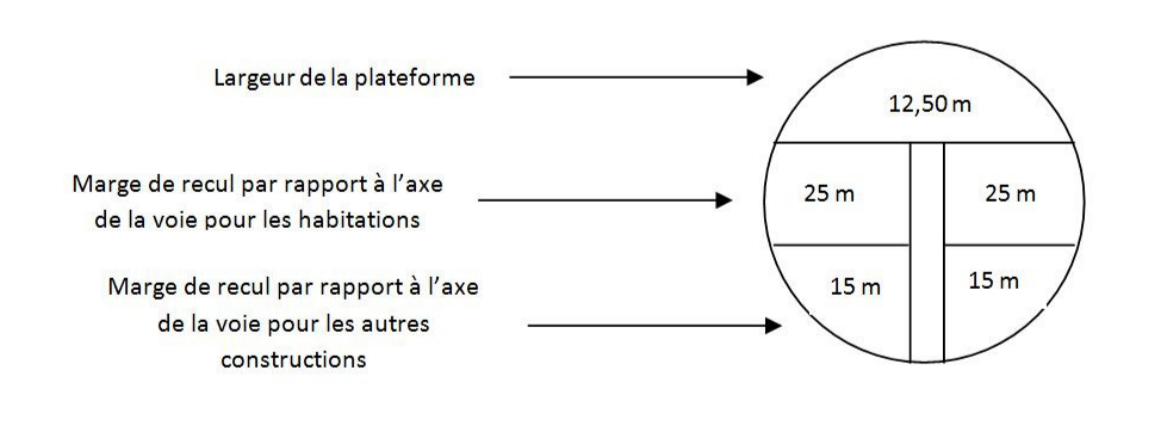 Largeur de la plateforme
12,50 m
Marge de recul par rapport à l'axe
de la voie pour les habitations
25 m
25 m
Marge de recul par rapport à l'axe
de la voie pour les autres
constructions
15 m
15 m